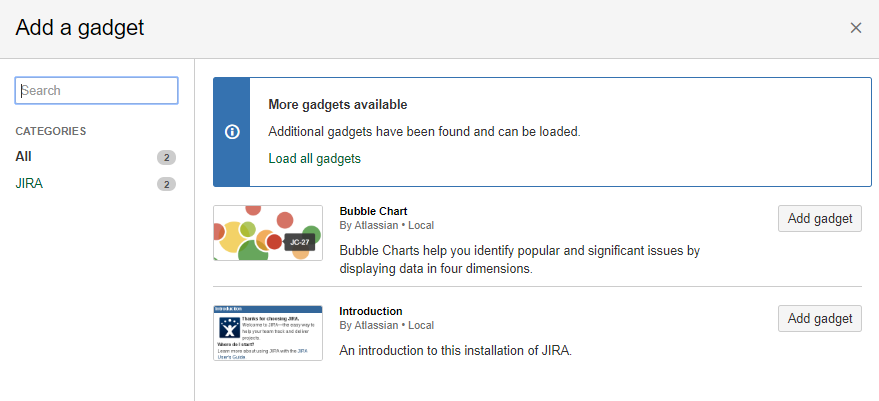 Add a gadget
Search
CATEGORIES
All 2
JIRA 2
More gadgets available
Additional gadgets have been found and can be loaded.
Load all gadgets
JC-27
Bubble Chart
By Atlassian • Local
Bubble Charts help you identify popular and significant issues by
displaying data in four dimensions.
Add gadget
Introduction
Thanks for choosing JIRA.
Welcome to JIRA—the easy way to
help your team track and deliver
projects.
Where do I start?
Learn more about using JIRA with the JIRA
User's Guide
Introduction
By Atlassian • Local
An introduction to this installation of JIRA.
Add gadget